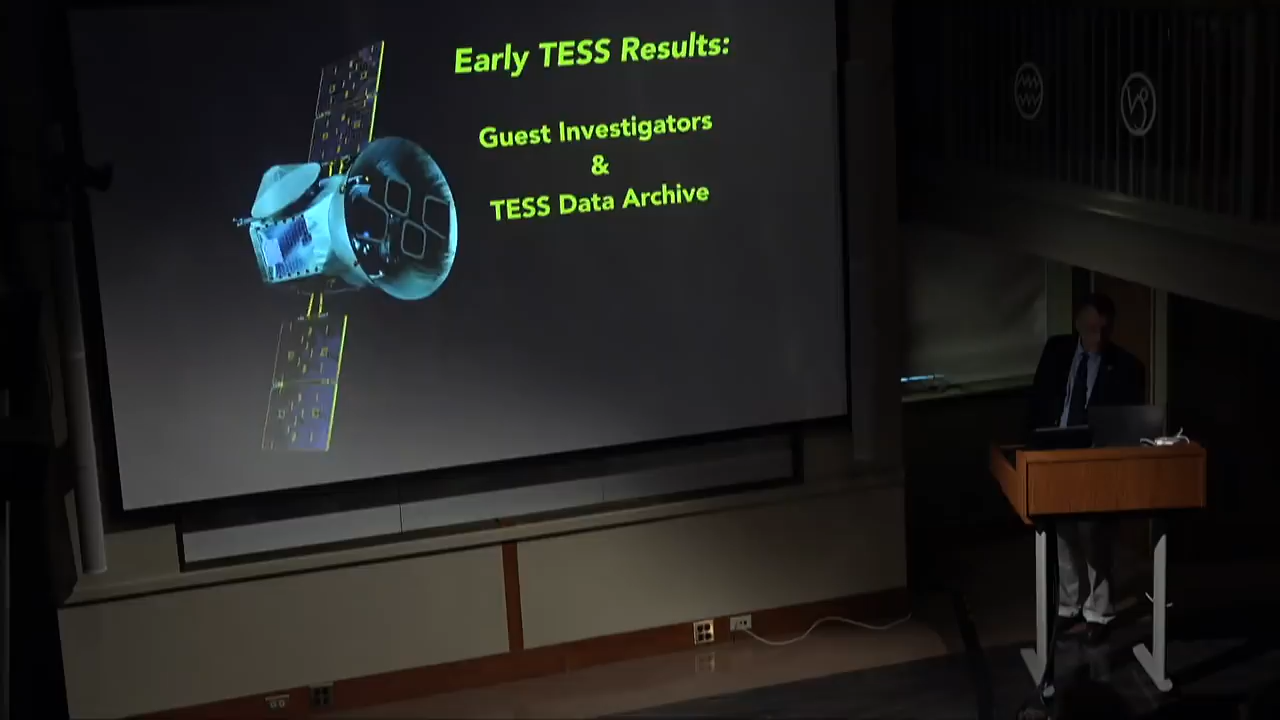 Early TESS Results:
Guest Investigators
&
TESS Data Archive